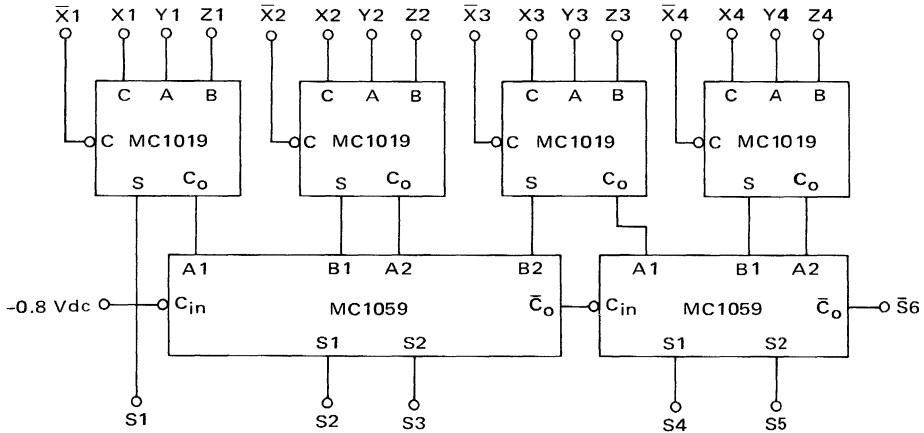 X̅1 X1 Y1 Z1 X̅2 X2 Y2 Z2 X̅3 X3 Y3 Z3 X̅4 X4 Y4 Z4
C A B C A B C A B C A B
C MC1019 C MC1019 C MC1019 C MC1019
S Co S Co S Co S Co
A1 B1 A2 B2 A1 B1 A2
-0.8 Vdc Cin MC1059 C̅o Cin MC1059 C̅o S̅6
S1 S2 S1 S2
S1 S2 S3 S4 S5